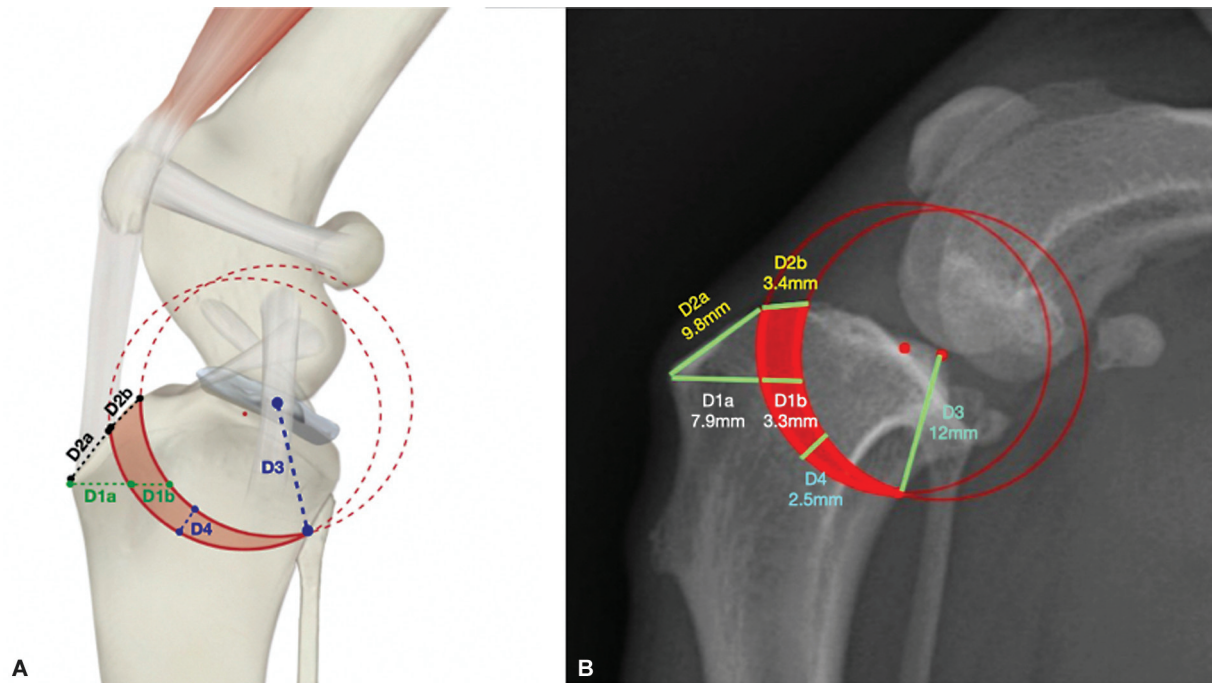 D2b
D2a
D1a
D1b
D3
D4
A
D2b
3.4mm
D2a
9.8mm
D1a
7.9mm
D1b
3.3mm
D3
12mm
D4
2.5mm
B